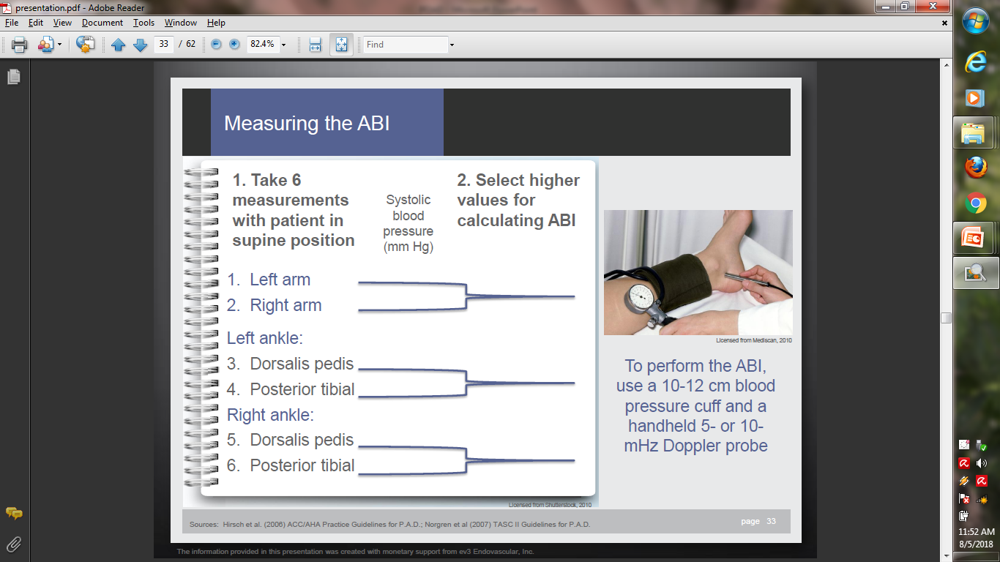 presentation.pdf - Adobe Reader
File Edit View Document Tools Window Help
33 / 62 82.4% Find
Measuring the ABI
1. Take 6
measurements
with patient in
supine position
Systolic
blood
pressure
(mm Hg)
2. Select higher
values for
calculating ABI
1. Left arm
2. Right arm
Left ankle:
3. Dorsalis pedis
4. Posterior tibial
Right ankle:
5. Dorsalis pedis
6. Posterior tibial
Licensed from Shutterstock, 2010
Licensed from Mediscan, 2010
To perform the ABI,
use a 10-12 cm blood
pressure cuff and a
handheld 5- or 10-
mHz Doppler probe
Sources: Hirsch et al. (2006) ACC/AHA Practice Guidelines for P.A.D.; Norgren et al (2007) TASC II Guidelines for P.A.D.
page 33
The information provided in this presentation was created with monetary support from ev3 Endovascular, Inc.
11:52 AM
8/5/2018